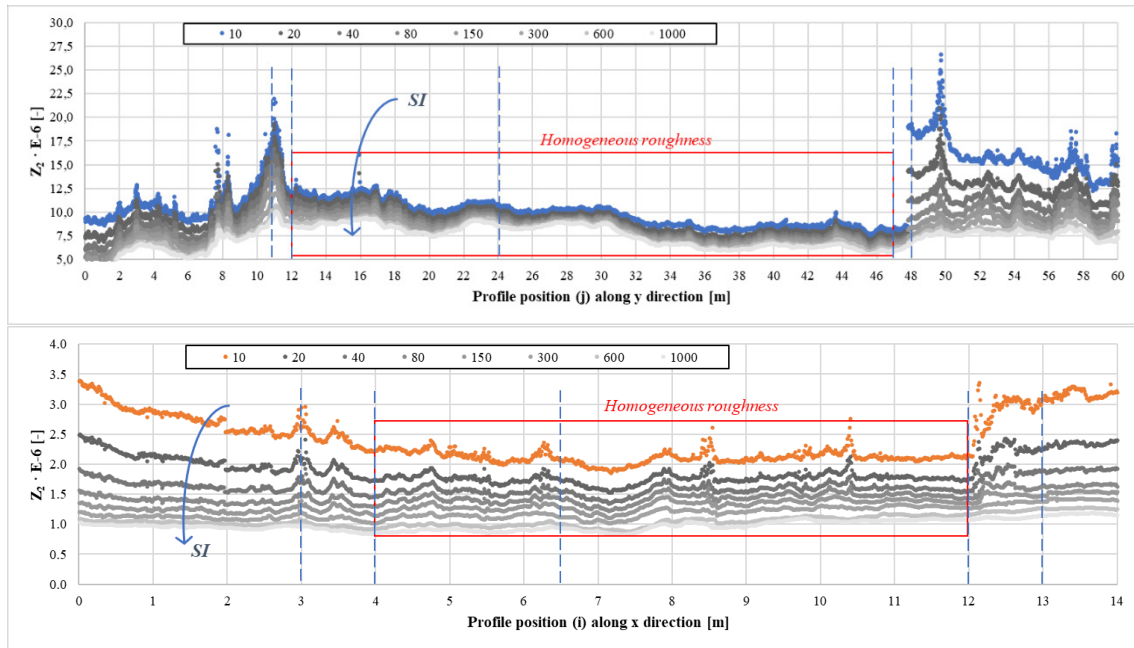 30,0
27,5
25,0
22,5
20,0
17,5
15,0
12,5
10,0
7,5
5,0
Z₂ · E-6 [-]
10 20 40 80 150 300 600 1000
SI
Homogeneous roughness
0 2 4 6 8 10 12 14 16 18 20 22 24 26 28 30 32 34 36 38 40 42 44 46 48 50 52 54 56 58 60
Profile position (j) along y direction [m]
4.0
3.5
3.0
2.5
2.0
1.5
1.0
0.5
0.0
Z₂ · E-6 [-]
10 20 40 80 150 300 600 1000
Homogeneous roughness
SI
0 1 2 3 4 5 6 7 8 9 10 11 12 13 14
Profile position (i) along x direction [m]